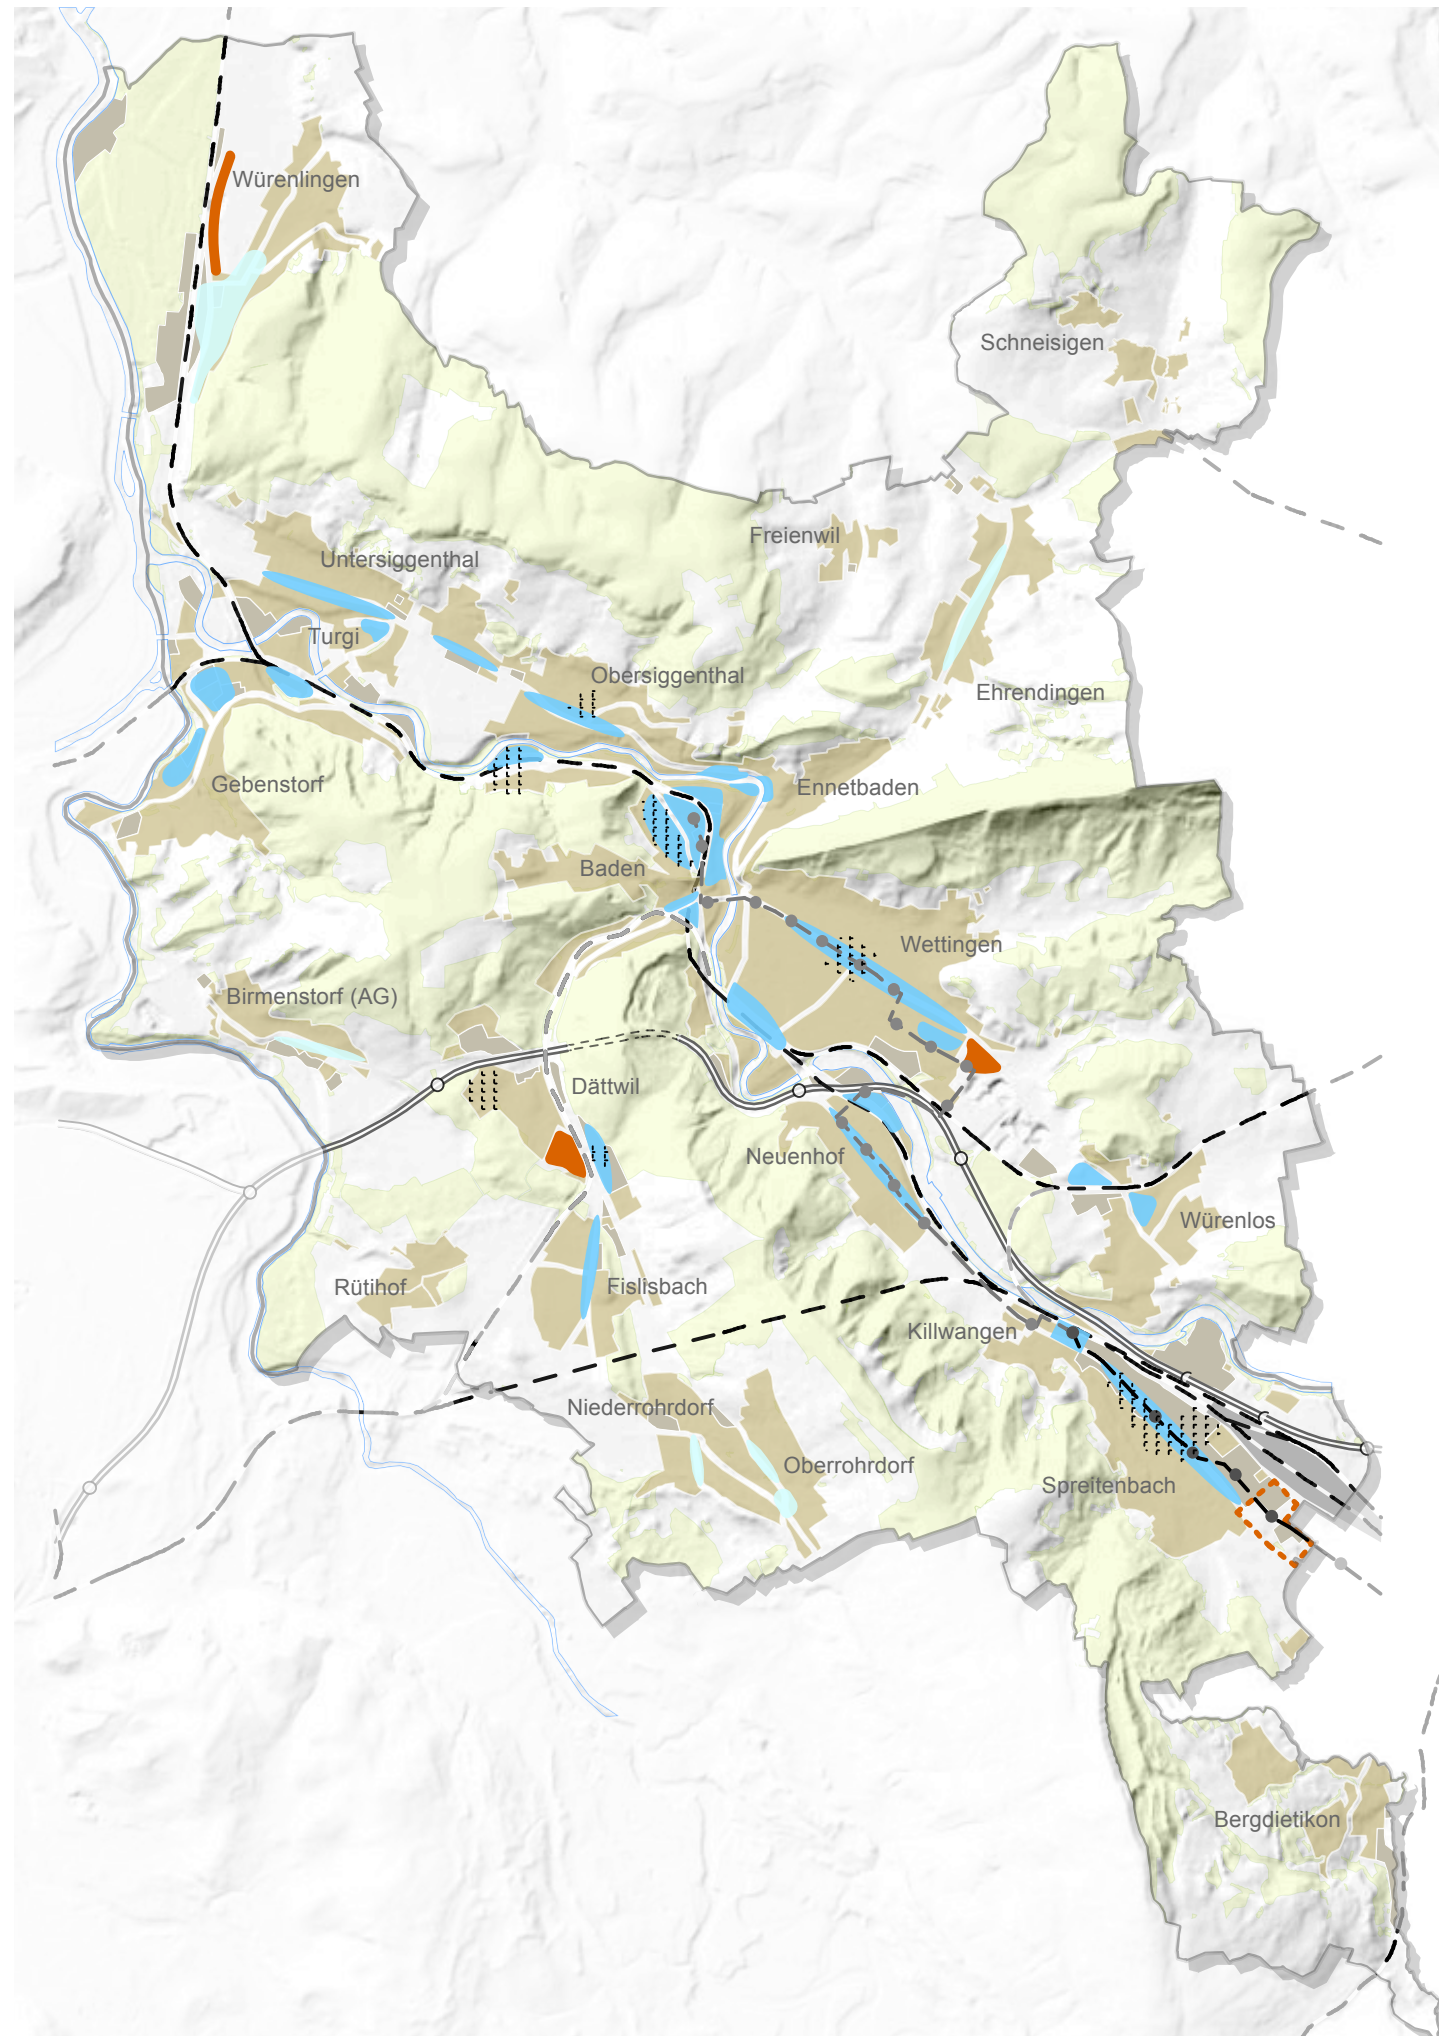 Würenlingen
Schneisigen
Freienwil
Untersiggenthal
Turgi
Obersiggenthal
Ehrendingen
Gebenstorf
Ennetbaden
Baden
Wettingen
Birmenstorf (AG)
Dättwil
Neuenhof
Würenlos
Rütihof
Fislisbach
Killwangen
Niederrohrdorf
Oberrohrdorf
Spreitenbach
Bergdietikon